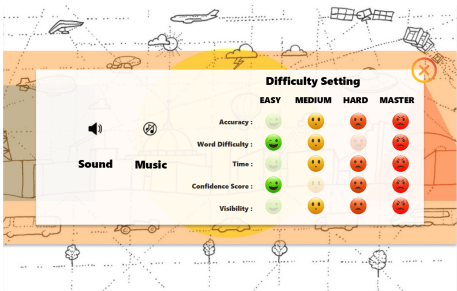 Difficulty Setting
EASY MEDIUM HARD MASTER
Accuracy :
Word Difficulty :
Sound Music
Time :
Confidence Score :
Visibility :